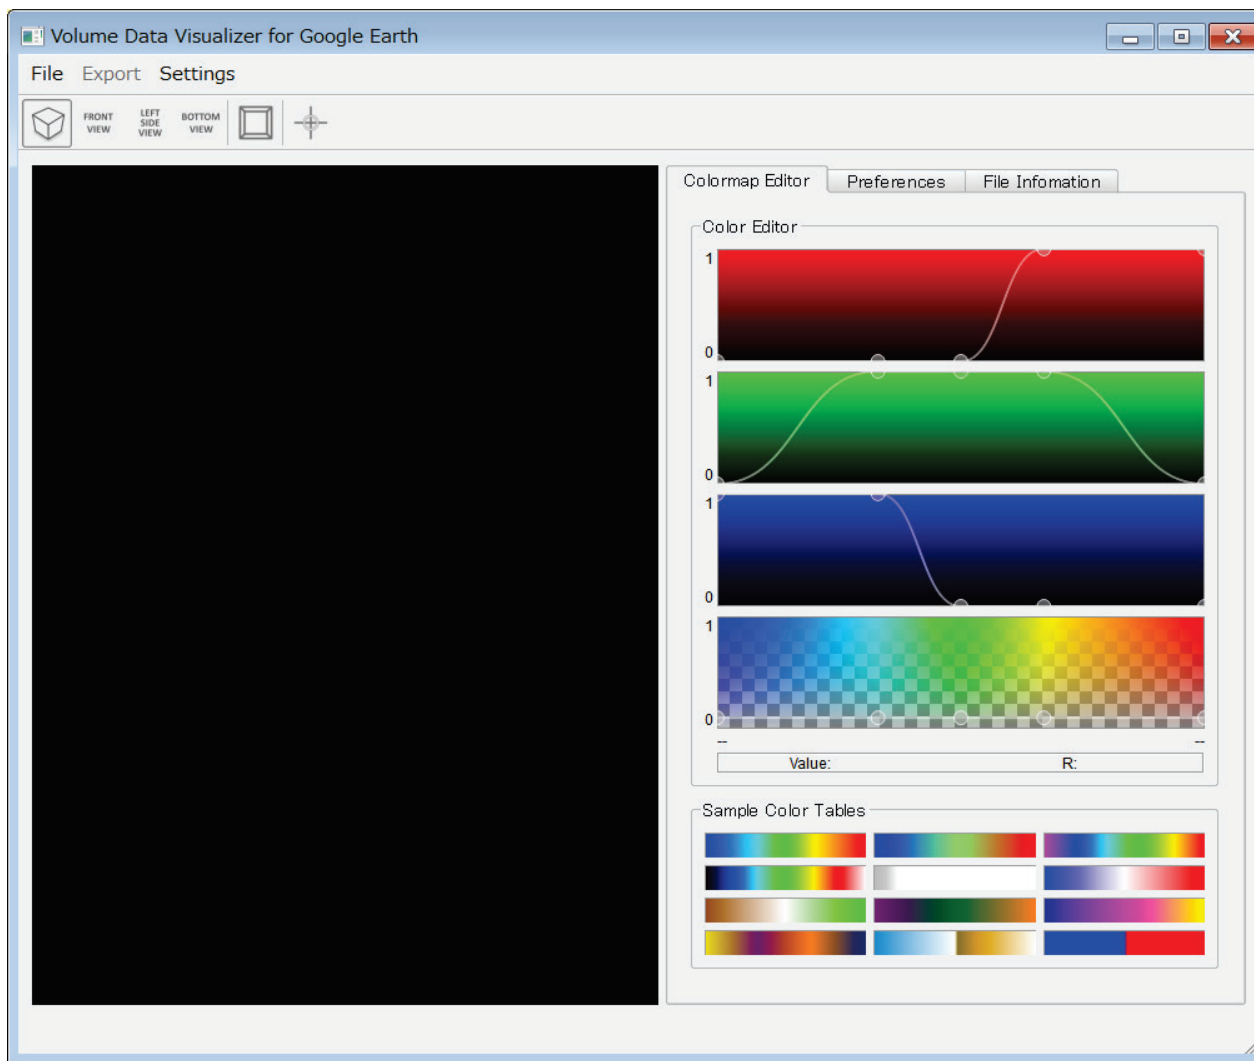 Volume Data Visualizer for Google Earth
File Export Settings
FRONT VIEW
LEFT SIDE VIEW
BOTTOM VIEW
Colormap Editor Preferences File Infomation
Color Editor
1
0
1
0
1
0
1
0
-- --
Value: R:
Sample Color Tables